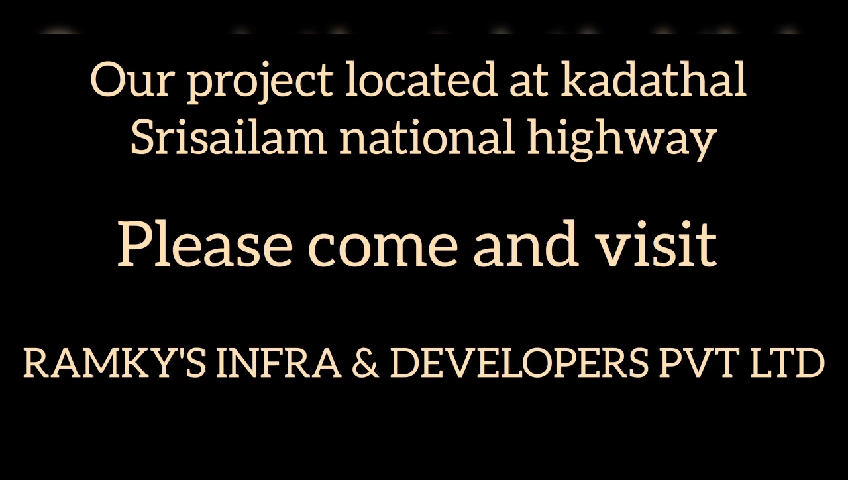 Our project located at kadathal
Srisailam national highway
Please come and visit
RAMKY'S INFRA & DEVELOPERS PVT LTD